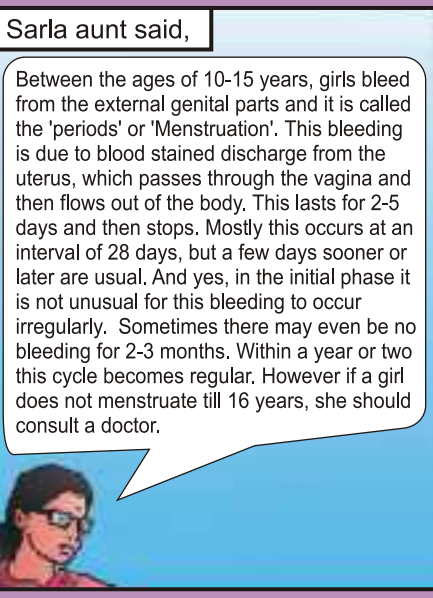 Sarla aunt said,
Between the ages of 10-15 years, girls bleed
from the external genital parts and it is called
the 'periods' or 'Menstruation'. This bleeding
is due to blood stained discharge from the
uterus, which passes through the vagina and
then flows out of the body. This lasts for 2-5
days and then stops. Mostly this occurs at an
interval of 28 days, but a few days sooner or
later are usual. And yes, in the initial phase it
is not unusual for this bleeding to occur
irregularly. Sometimes there may even be no
bleeding for 2-3 months. Within a year or two
this cycle becomes regular. However if a girl
does not menstruate till 16 years, she should
consult a doctor.